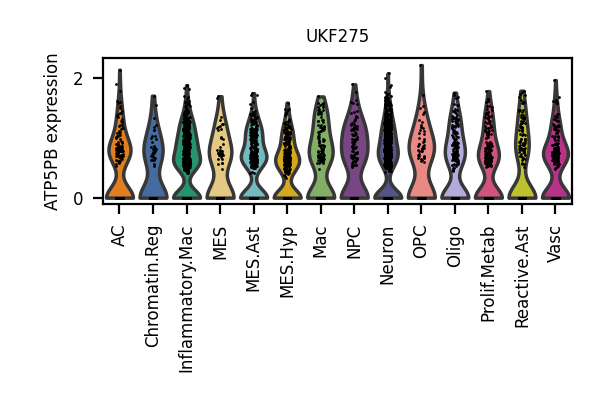 UKF275
ATP5PB expression
2
0
AC
Chromatin.Reg
Inflammatory.Mac
MES
MES.Ast
MES.Hyp
Mac
NPC
Neuron
OPC
Oligo
Prolif.Metab
Reactive.Ast
Vasc